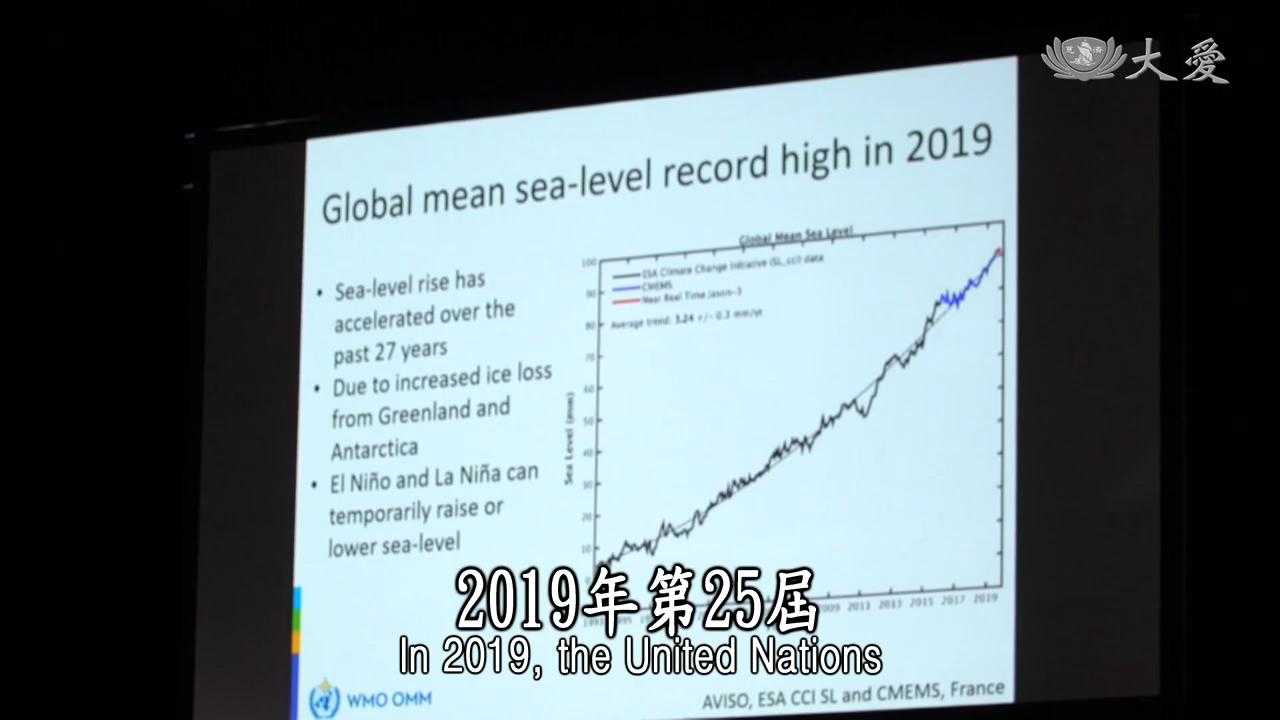 大愛
Global mean sea-level record high in 2019
• Sea-level rise has
accelerated over the
past 27 years
• Due to increased ice loss
from Greenland and
Antarctica
• El Niño and La Niña can
temporarily raise or
lower sea-level
Global Mean Sea Level
ESA Climate Change Initiative (SL_cci) data
CMEMS
Near Real Time Jason-3
Average trend: 3.24 +/- 0.3 mm/yr
Sea Level (mm)
100
90
80
70
60
50
40
30
20
10
2009 2011 2013 2015 2017 2019
2019年第25屆
In 2019, the United Nations
WMO OMM
AVISO, ESA CCI SL and CMEMS, France